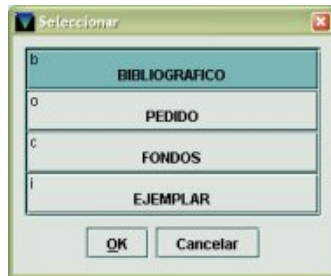 Seleccionar
b
BIBLIOGRAFICO
o
PEDIDO
c
FONDOS
i
EJEMPLAR
OK Cancelar